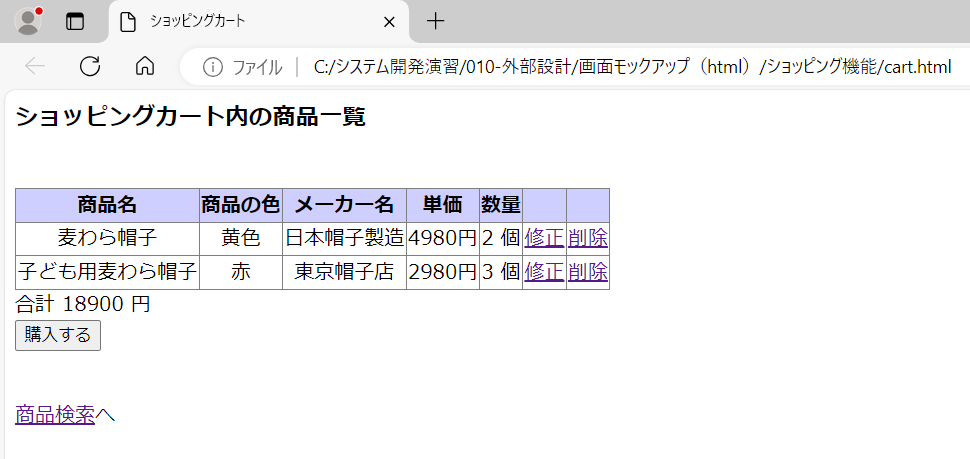 ショッピングカート
ファイル | C:/システム開発演習/010-外部設計/画面モックアップ（html）/ショッピング機能/cart.html
ショッピングカート内の商品一覧
商品名 商品の色 メーカー名 単価 数量
麦わら帽子 黄色 日本帽子製造 4980円 2 個 修正 削除
子ども用麦わら帽子 赤 東京帽子店 2980円 3 個 修正 削除
合計 18900 円
購入する
商品検索へ